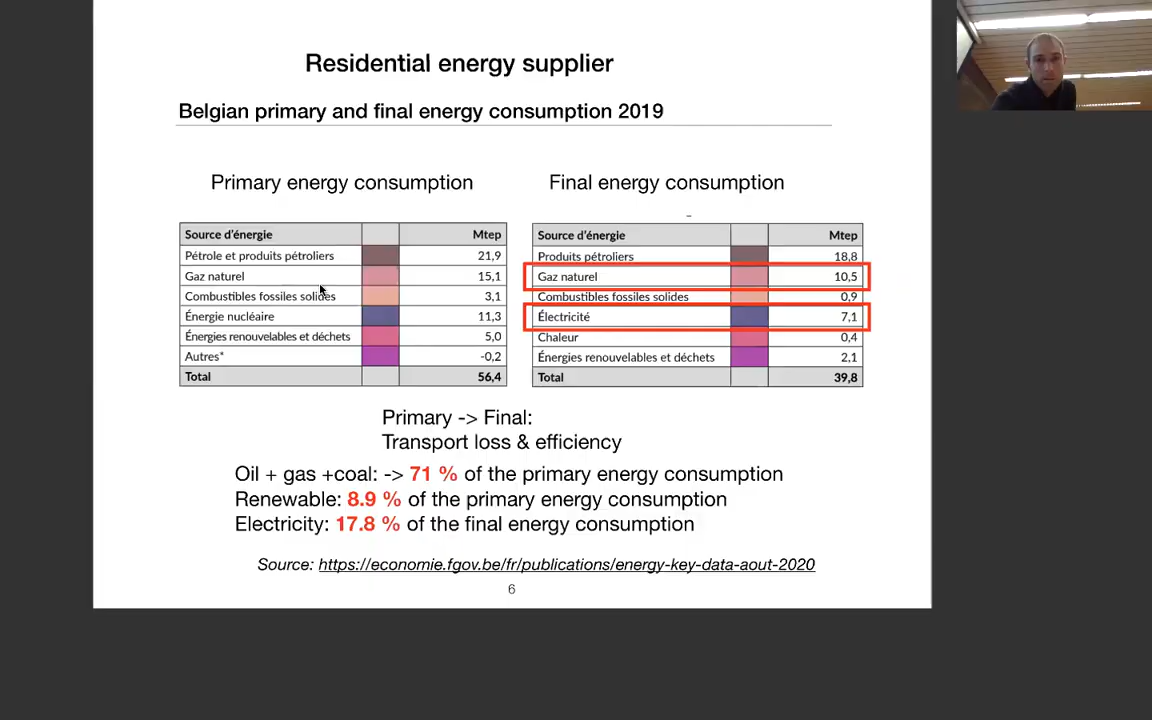 Residential energy supplier
Belgian primary and final energy consumption 2019
Primary energy consumption
Source d'énergie Mtep
Pétrole et produits pétroliers 21,9
Gaz naturel 15,1
Combustibles fossiles solides 3,1
Énergie nucléaire 11,3
Énergies renouvelables et déchets 5,0
Autres* -0,2
Total 56,4
Final energy consumption
Source d'énergie Mtep
Produits pétroliers 18,8
Gaz naturel 10,5
Combustibles fossiles solides 0,9
Électricité 7,1
Chaleur 0,4
Énergies renouvelables et déchets 2,1
Total 39,8
Primary -> Final:
Transport loss & efficiency
Oil + gas +coal: -> 71 % of the primary energy consumption
Renewable: 8.9 % of the primary energy consumption
Electricity: 17.8 % of the final energy consumption
Source: https://economie.fgov.be/fr/publications/energy-key-data-aout-2020
6